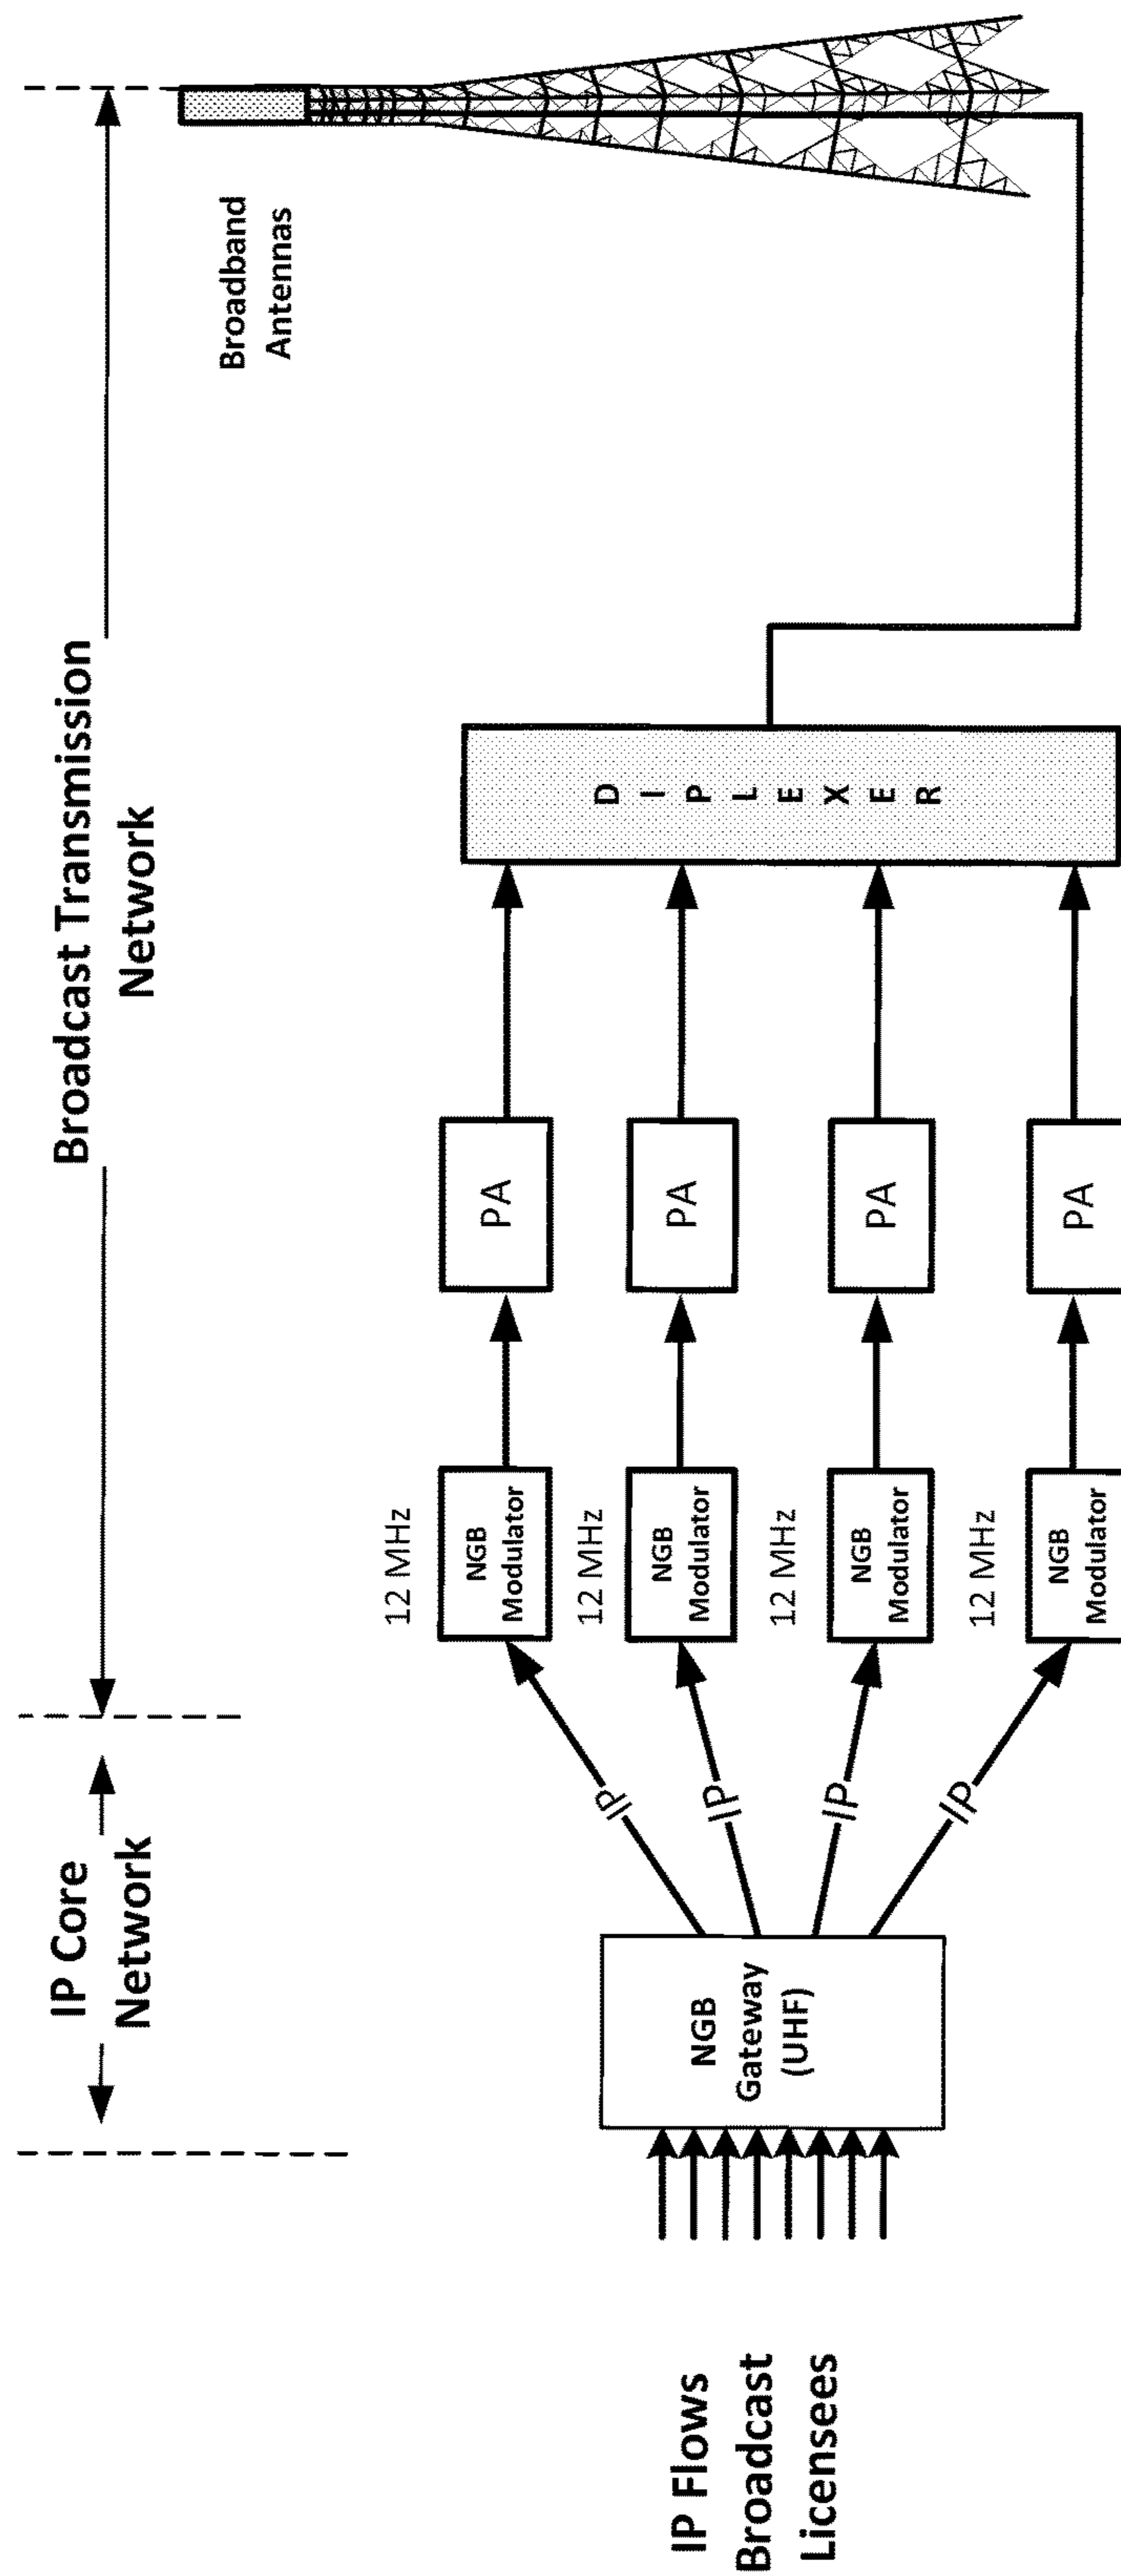 IP Core
Network
Broadcast Transmission
Network
Broadband
Antennas
IP Flows
Broadcast
Licensees
NGB
Gateway
(UHF)
IP
IP
IP
IP
12 MHz
NGB
Modulator
PA
12 MHz
NGB
Modulator
PA
12 MHz
NGB
Modulator
PA
12 MHz
NGB
Modulator
PA
D
I
P
L
E
X
E
R